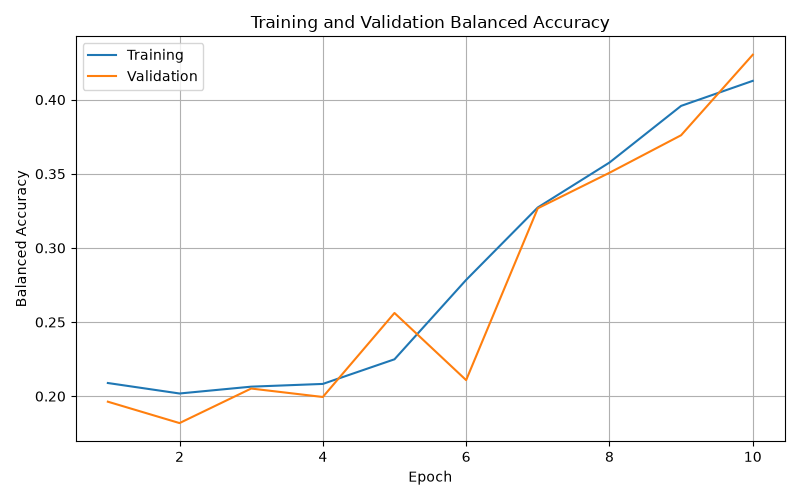 Training and Validation Balanced Accuracy
Training
Validation
Balanced Accuracy
0.40
0.35
0.30
0.25
0.20
2 4 6 8 10
Epoch